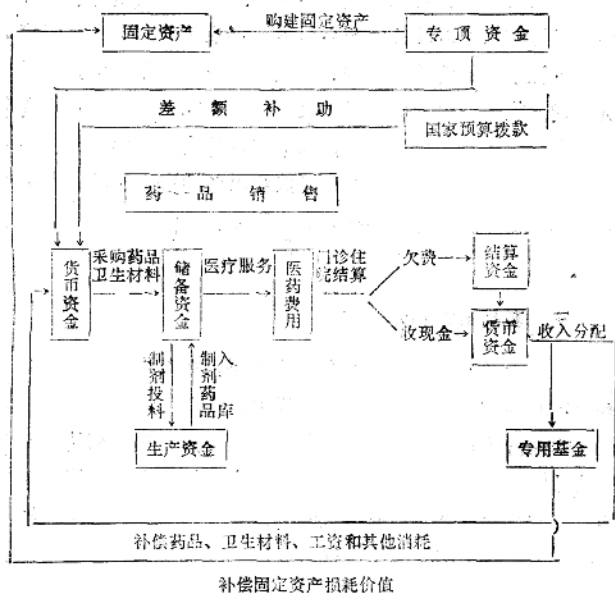 固定资产
购建固定资产
专项资金
差额补助
国家预算拨款
药品销售
货币资金
采购药品
卫生材料
储备资金
医疗服务
医药费用
门诊住
院结算
欠费
结算
资金
收现金
货币
资金
收入分配
制剂投料
制剂药品
入库
生产资金
专用基金
补偿药品、卫生材料、工资和其他消耗
补偿固定资产损耗价值